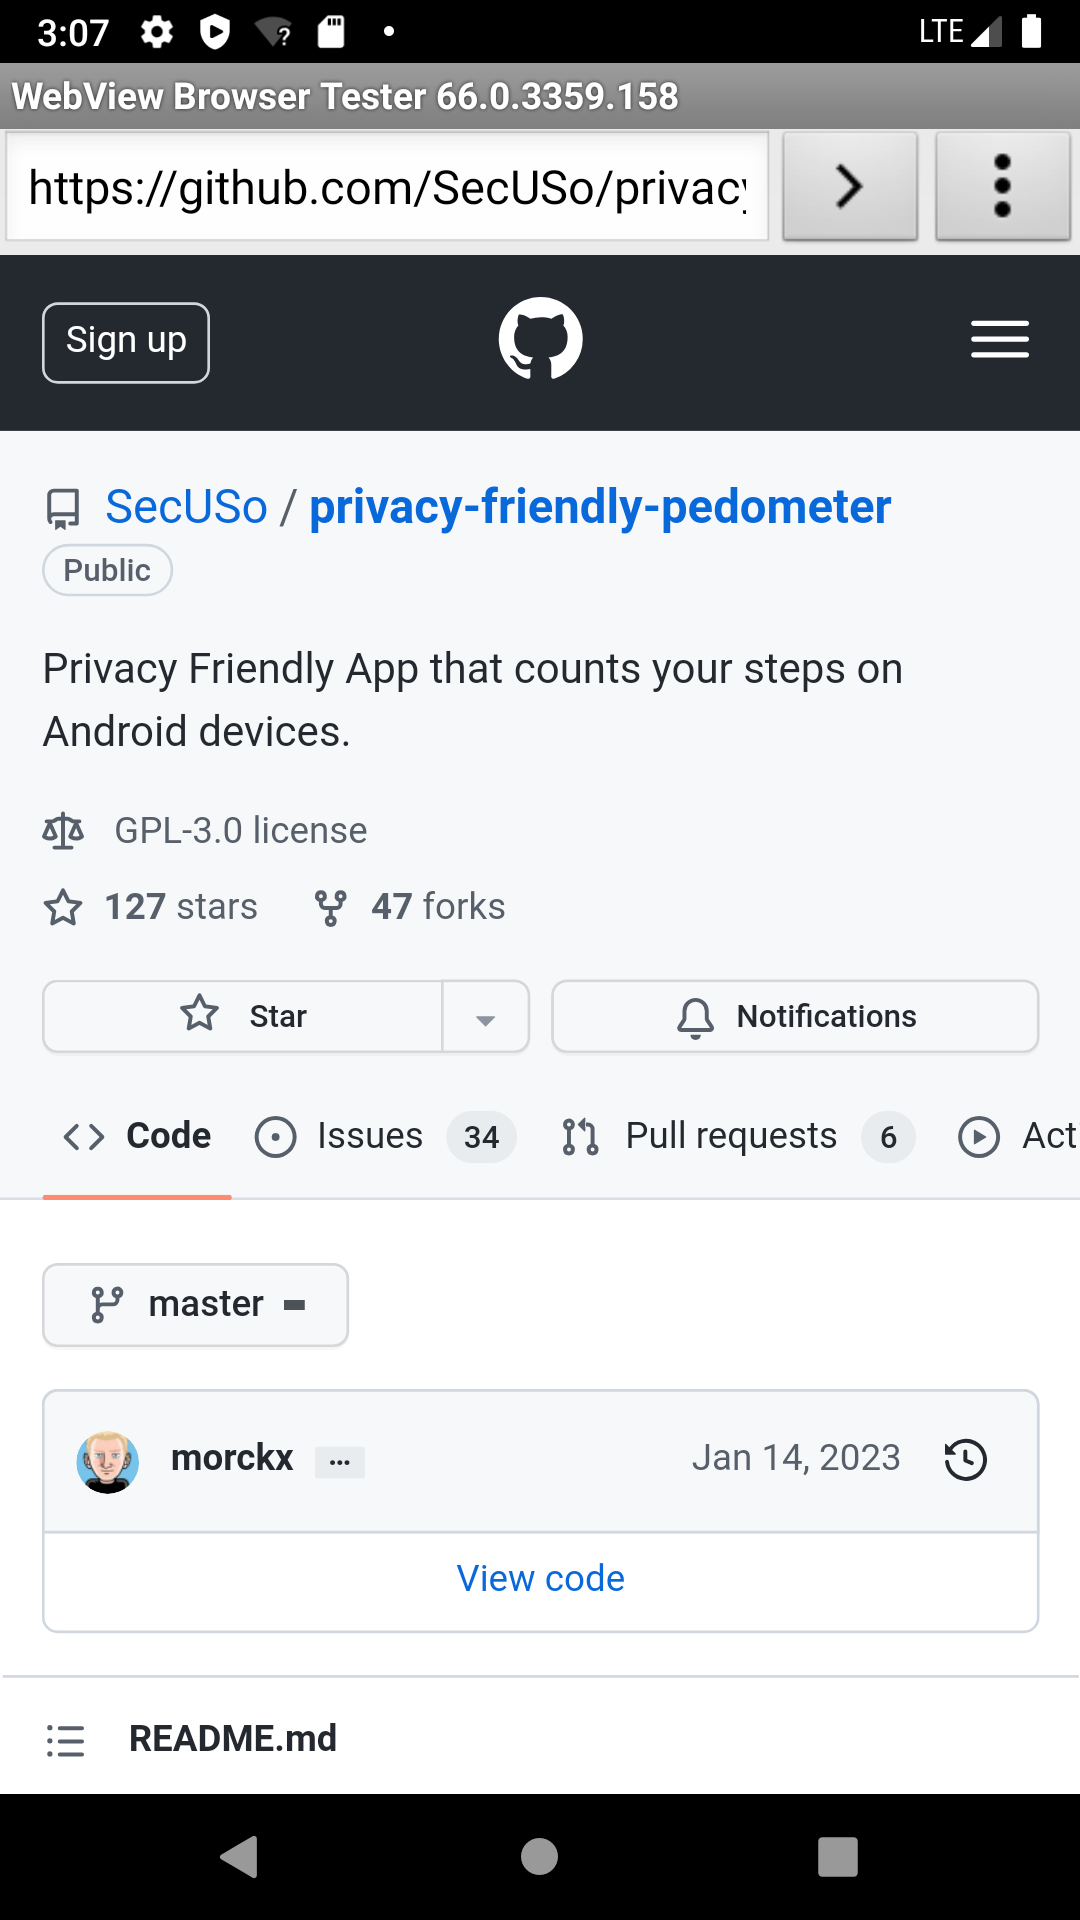 3:07
LTE
WebView Browser Tester 66.0.3359.158
https://github.com/SecUSo/privacy
Sign up
SecUSo / privacy-friendly-pedometer
Public
Privacy Friendly App that counts your steps on
Android devices.
GPL-3.0 license
127 stars 47 forks
Star
Notifications
Code Issues 34 Pull requests 6 Act
master
morckx ... Jan 14, 2023
View code
README.md